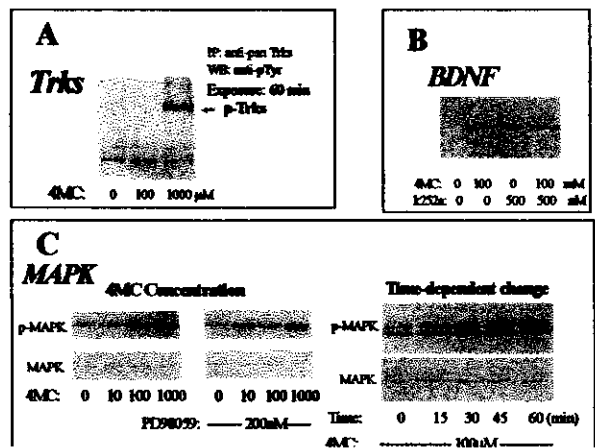 A
Trks
IP: anti-pan Trks
WB: anti-pTyr
Exposure: 60 min
← p-Trks
4MC: 0 100 1000 μM
B
BDNF
4MC: 0 100 0 100 mM
k252a: 0 0 500 500 mM
C
MAPK
4MC Concentration
p-MAPK
MAPK
4MC: 0 10 100 1000 0 10 100 1000
PD98059: 200mM
Time-dependent change
p-MAPK
MAPK
Time: 0 15 30 45 60 (min)
4MC: 100μM